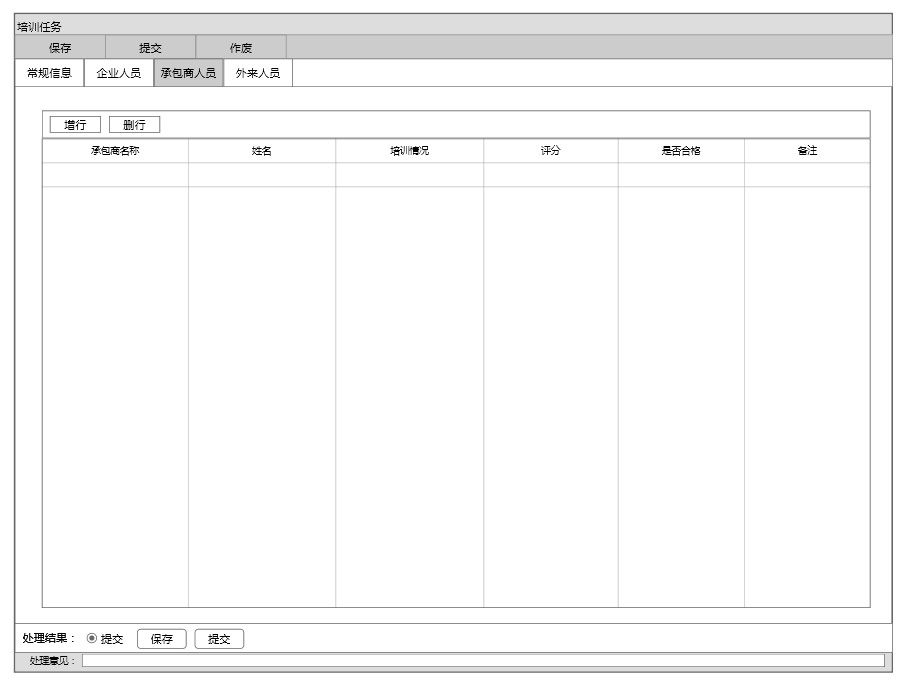 培训任务
保存 提交 作废
常规信息 企业人员 承包商人员 外来人员
增行 删行
承包商名称 姓名 培训情况 评分 是否合格 备注
处理结果： 提交 保存 提交
处理意见：